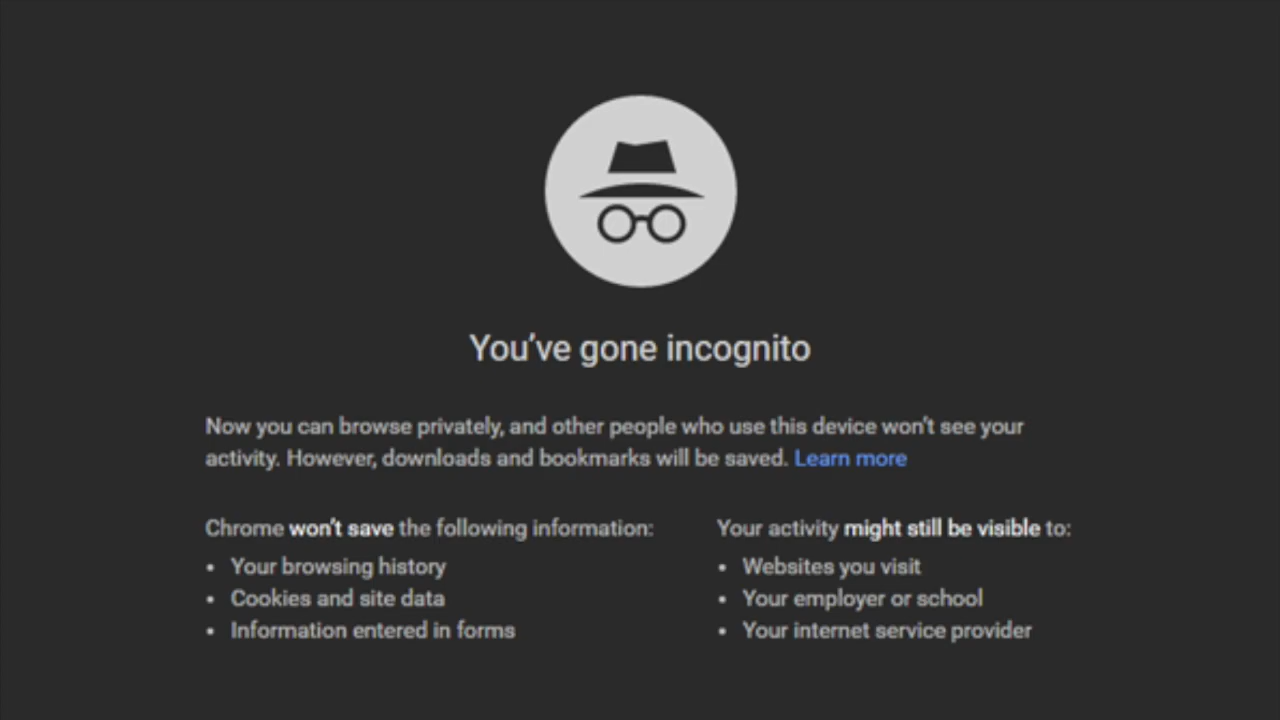 You’ve gone incognito
Now you can browse privately, and other people who use this device won’t see your
activity. However, downloads and bookmarks will be saved. Learn more
Chrome won’t save the following information:
• Your browsing history
• Cookies and site data
• Information entered in forms
Your activity might still be visible to:
• Websites you visit
• Your employer or school
• Your internet service provider